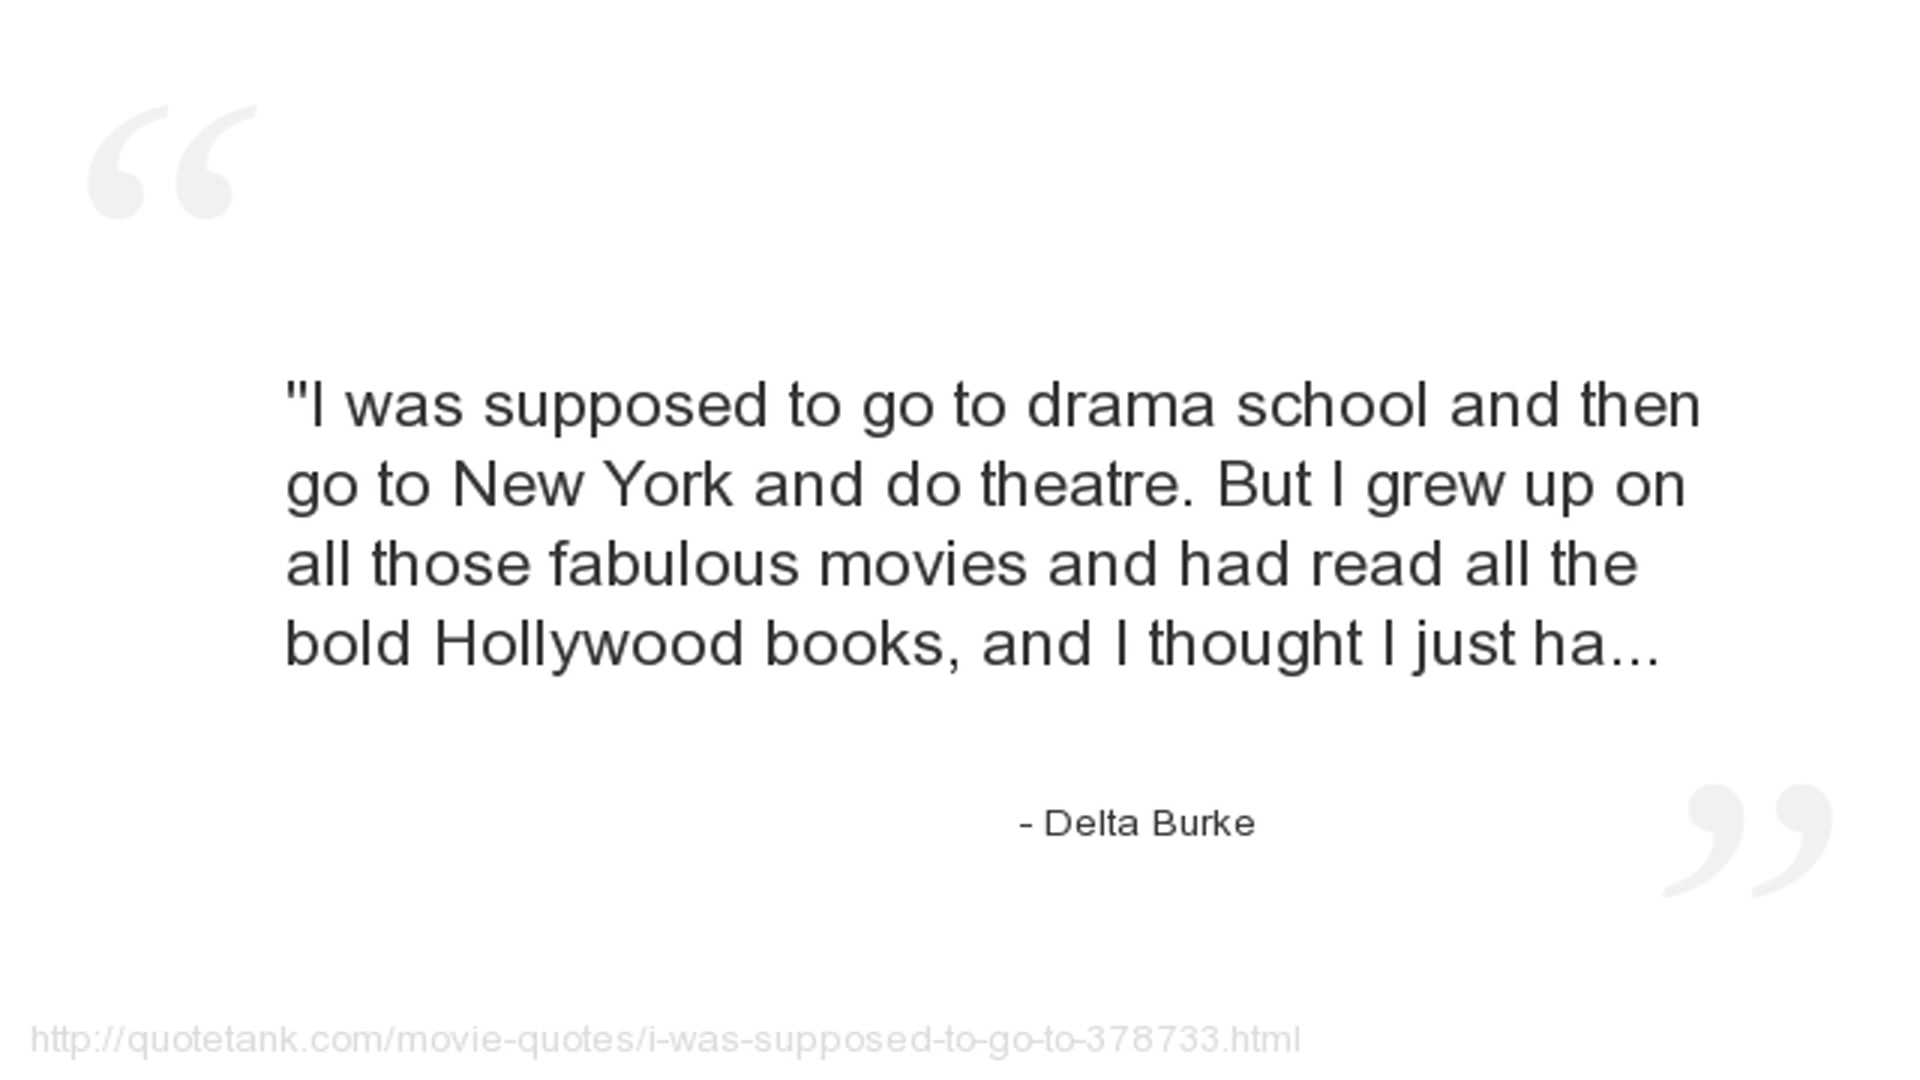 "I was supposed to go to drama school and then
go to New York and do theatre. But I grew up on
all those fabulous movies and had read all the
bold Hollywood books, and I thought I just ha...
- Delta Burke
http://quotetank.com/movie-quotes/i-was-supposed-to-go-to-378733.html